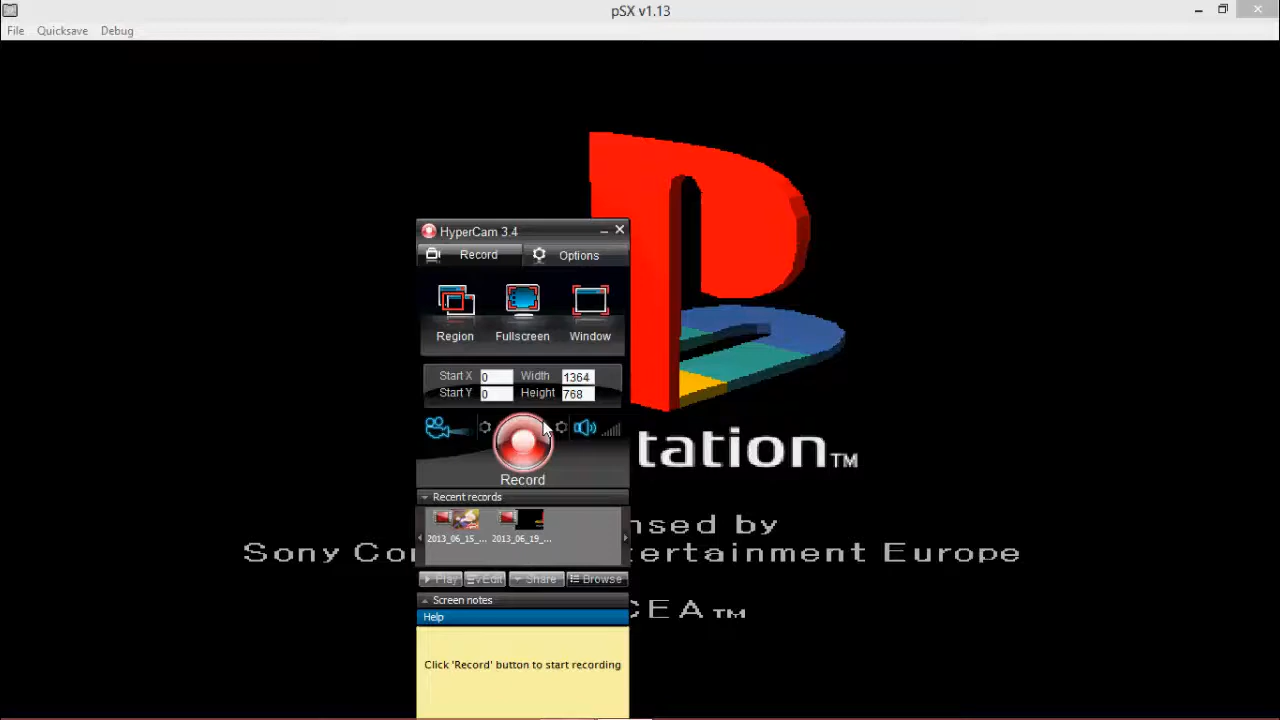 pSX v1.13
File Quicksave Debug
HyperCam 3.4
Record Options
Region Fullscreen Window
Start X 0 Width 1364
Start Y 0 Height 768
Record
Recent records
2013_06_15_... 2013_06_19_...
Play Edit Share Browse
Screen notes
Help
Click 'Record' button to start recording
tation™
nsed by
Sony Co ertainment Europe
CEA™